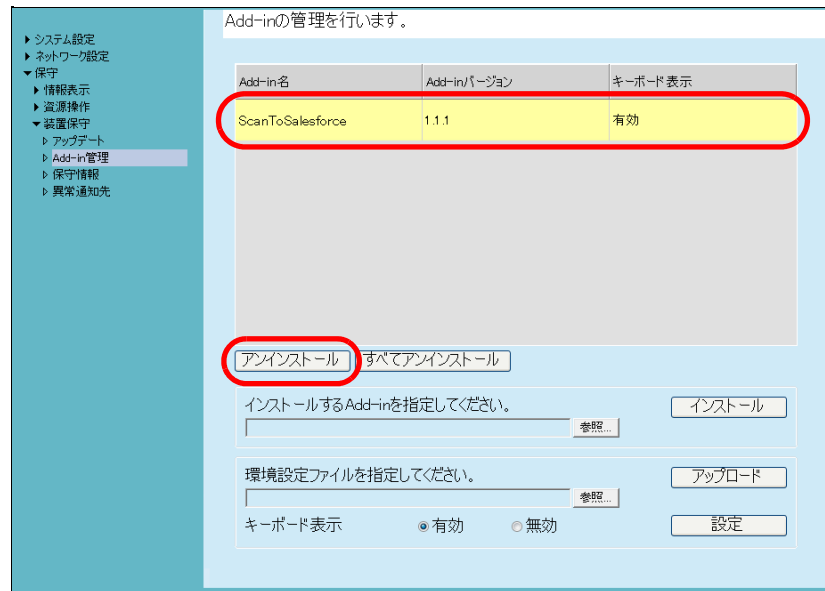 Add-inの管理を行います。
システム設定
ネットワーク設定
保守
情報表示
資源操作
装置保守
アップデート
Add-in管理
保守情報
異常通知先
Add-in名 Add-inバージョン キーボード表示
ScanToSalesforce 1.1.1 有効
アンインストール すべてアンインストール
インストールするAdd-inを指定してください。 インストール
参照...
環境設定ファイルを指定してください。 アップロード
参照...
キーボード表示 有効 無効 設定